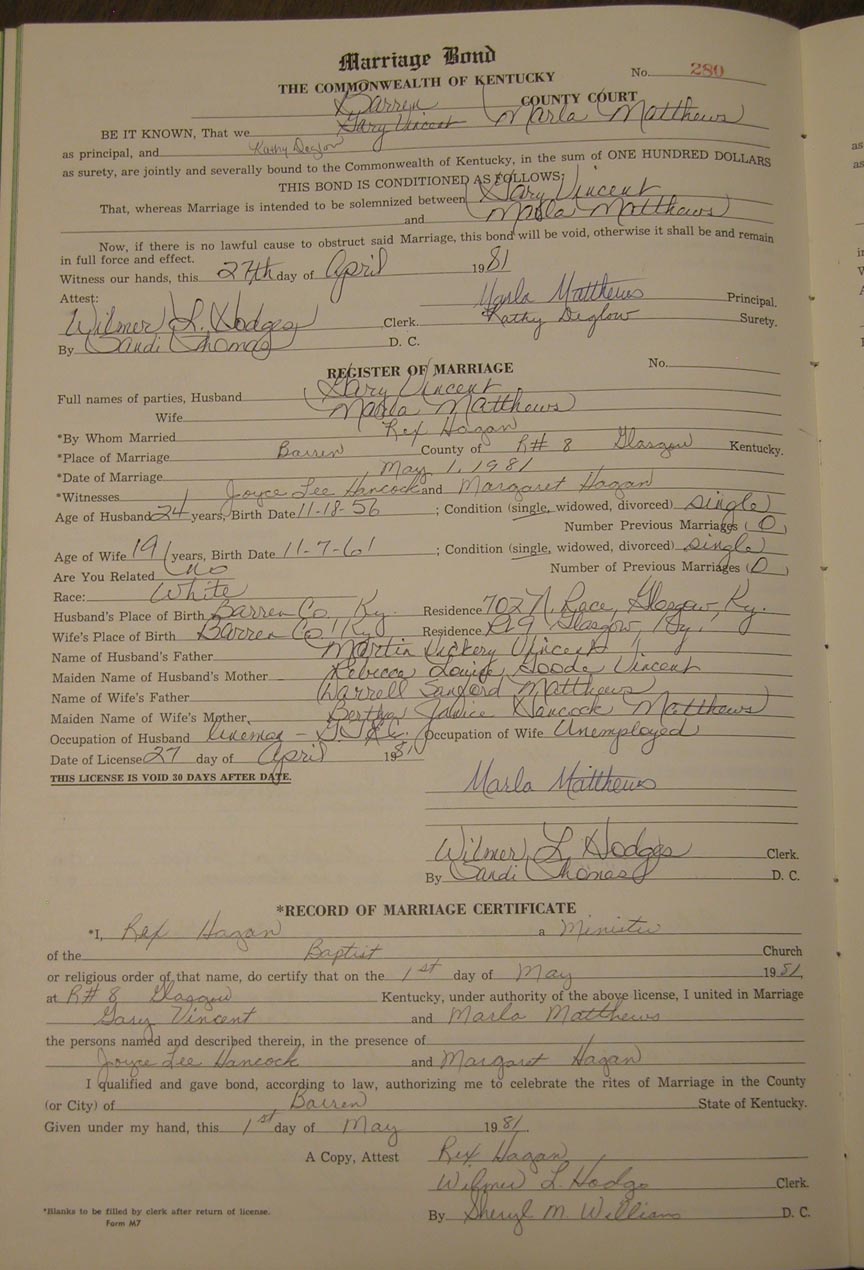 Marriage Bond
No. 280
THE COMMONWEALTH OF KENTUCKY
Barren COUNTY COURT
BE IT KNOWN, That we Gary Vincent Marla Matthews
as principal, and Kathy Deglow
as surety, are jointly and severally bound to the Commonwealth of Kentucky, in the sum of ONE HUNDRED DOLLARS
THIS BOND IS CONDITIONED AS FOLLOWS:
That, whereas Marriage is intended to be solemnized between Gary Vincent
and Marla Matthews
Now, if there is no lawful cause to obstruct said Marriage, this bond will be void, otherwise it shall be and remain
in full force and effect.
Witness our hands, this 27th day of April 1981
Attest: Marla Matthews Principal.
Wilmer L. Hodges Clerk. Kathy Deglow Surety.
By Sandi Thomas D. C.
REGISTER OF MARRIAGE No.
Full names of parties, Husband Gary Vincent
Wife Marla Matthews
*By Whom Married Rex Hagan
*Place of Marriage Barren County of R# 8 Glasgow Kentucky.
*Date of Marriage May 1, 1981
*Witnesses Joyce Lee Hancock and Margaret Hagan
Age of Husband 24 years, Birth Date 11-18-56 ; Condition (single, widowed, divorced) single
Number Previous Marriages (0)
Age of Wife 19 years, Birth Date 11-7-61 ; Condition (single, widowed, divorced) single
Are You Related no Number of Previous Marriages (0)
Race: White
Husband's Place of Birth Barren Co., Ky. Residence 702 N. Race, Glasgow, Ky.
Wife's Place of Birth Barren Co., Ky. Residence Rt 9 Glasgow, Ky.
Name of Husband's Father Martin Vickery Vincent
Maiden Name of Husband's Mother Rebecca Louise Goode Vincent
Name of Wife's Father Darrell Sanford Matthews
Maiden Name of Wife's Mother Bertha Janice Hancock Matthews
Occupation of Husband Lineman - Occupation of Wife Unemployed
Date of License 27 day of April 1981
THIS LICENSE IS VOID 30 DAYS AFTER DATE.
Marla Matthews
Wilmer L. Hodges Clerk.
By Sandi Thomas D. C.
*RECORD OF MARRIAGE CERTIFICATE
*I, Rex Hagan a Minister
of the Baptist Church
or religious order of that name, do certify that on the 1st day of May 1981,
at R# 8 Glasgow Kentucky, under authority of the above license, I united in Marriage
Gary Vincent and Marla Matthews
the persons named and described therein, in the presence of
Joyce Lee Hancock and Margaret Hagan
I qualified and gave bond, according to law, authorizing me to celebrate the rites of Marriage in the County
(or City) of Barren State of Kentucky.
Given under my hand, this 1st day of May 1981.
A Copy, Attest Rex Hagan
Wilmer L. Hodges Clerk.
*Blanks to be filled by clerk after return of license. By Sheryl M. Williams D. C.
Form M7